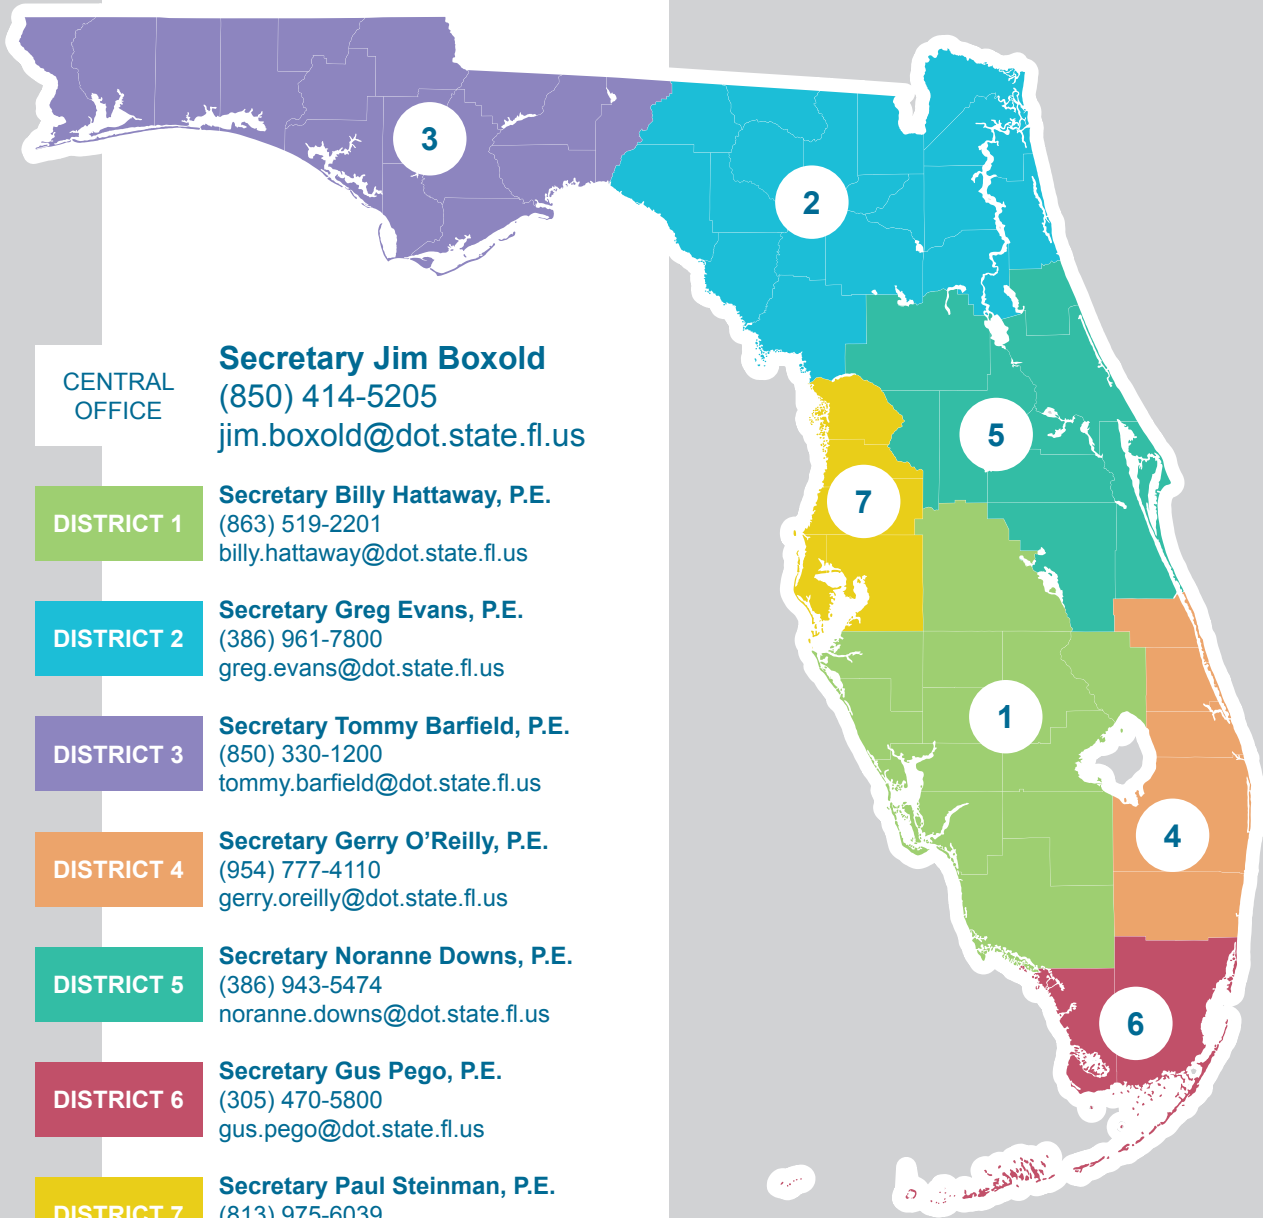 3
2
5
7
1
4
6
CENTRAL
OFFICE
Secretary Jim Boxold
(850) 414-5205
jim.boxold@dot.state.fl.us
DISTRICT 1
Secretary Billy Hattaway, P.E.
(863) 519-2201
billy.hattaway@dot.state.fl.us
DISTRICT 2
Secretary Greg Evans, P.E.
(386) 961-7800
greg.evans@dot.state.fl.us
DISTRICT 3
Secretary Tommy Barfield, P.E.
(850) 330-1200
tommy.barfield@dot.state.fl.us
DISTRICT 4
Secretary Gerry O’Reilly, P.E.
(954) 777-4110
gerry.oreilly@dot.state.fl.us
DISTRICT 5
Secretary Noranne Downs, P.E.
(386) 943-5474
noranne.downs@dot.state.fl.us
DISTRICT 6
Secretary Gus Pego, P.E.
(305) 470-5800
gus.pego@dot.state.fl.us
DISTRICT 7
Secretary Paul Steinman, P.E.
(813) 975-6039